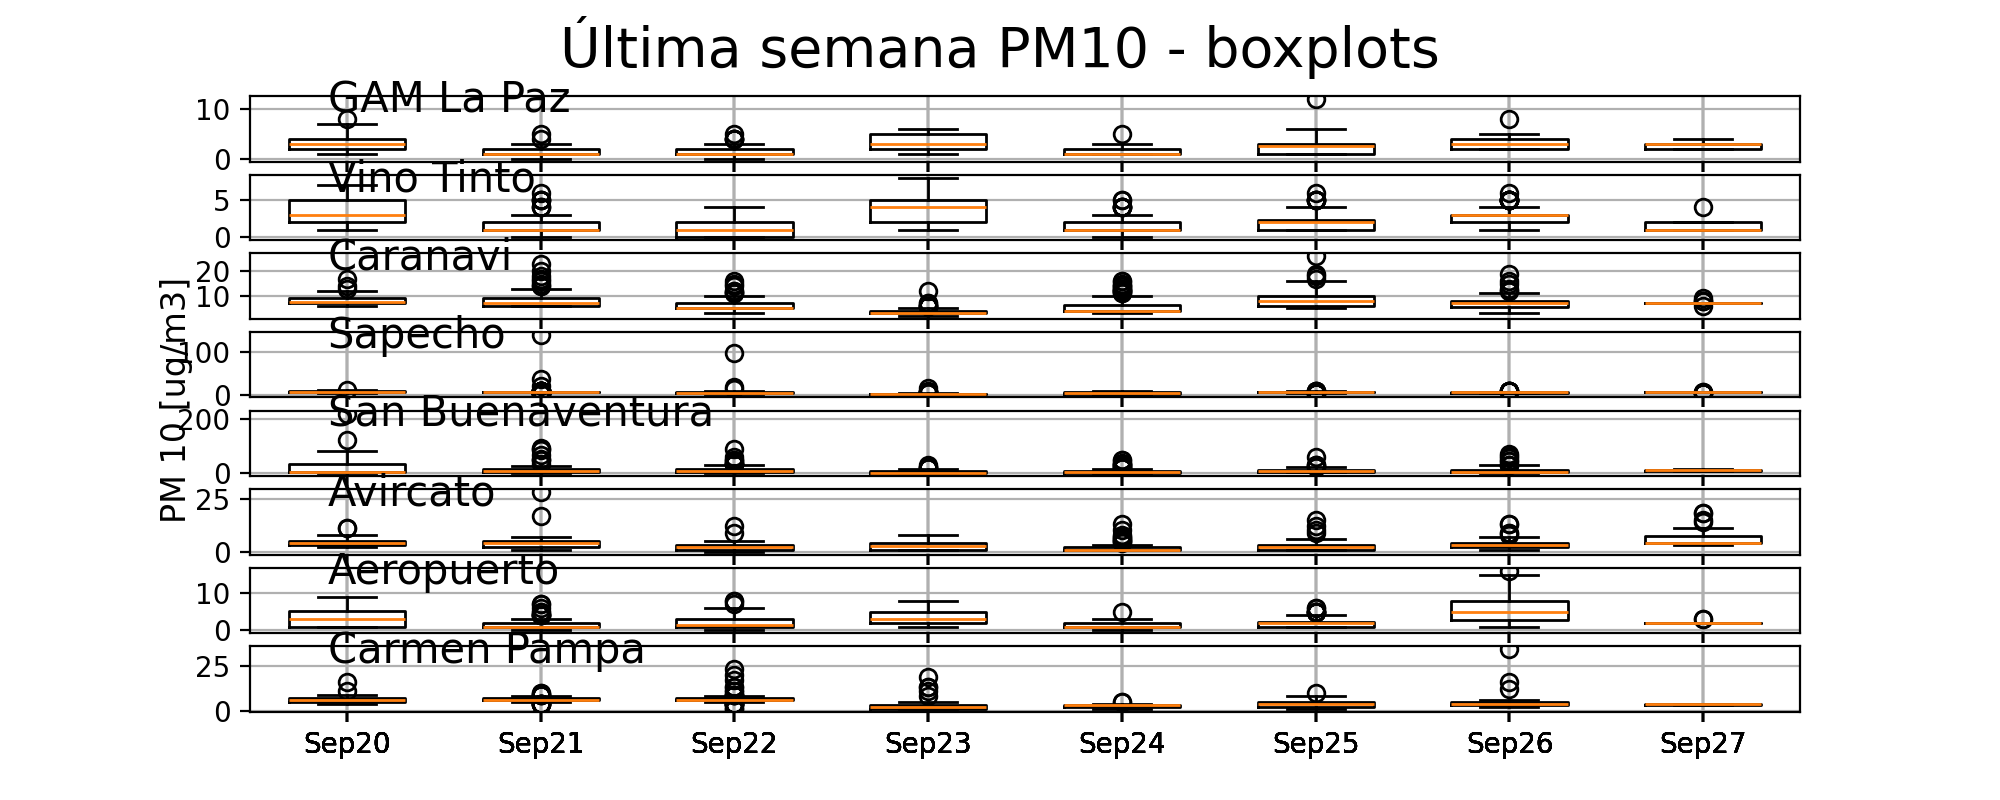 Última semana PM10 - boxplots
PM 10 [ug/m3]
GAM La Paz
10
0
Vino Tinto
5
0
Caranavi
20
10
Sapecho
100
0
San Buenaventura
200
0
Avircato
25
0
Aeropuerto
10
0
Carmen Pampa
25
0
Sep20 Sep21 Sep22 Sep23 Sep24 Sep25 Sep26 Sep27